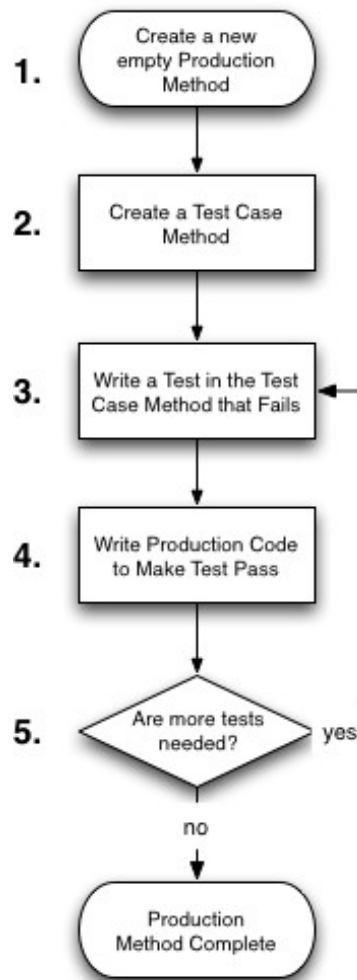 1.
Create a new
empty Production
Method
2.
Create a Test Case
Method
3.
Write a Test in the Test
Case Method that Fails
4.
Write Production Code
to Make Test Pass
5.
Are more tests
needed?
yes
no
Production
Method Complete